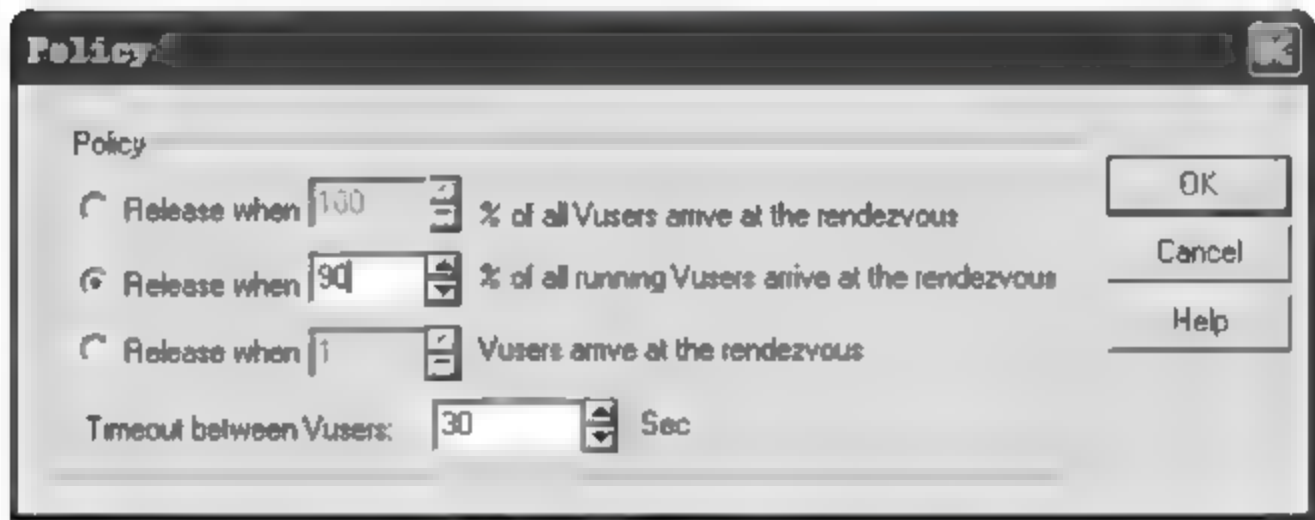 Policy
Policy
Release when 100 % of all Vusers arrive at the rendezvous
OK
Release when 90 % of all running Vusers arrive at the rendezvous
Cancel
Release when 1 Vusers arrive at the rendezvous
Help
Timeout between Vusers: 30 Sec